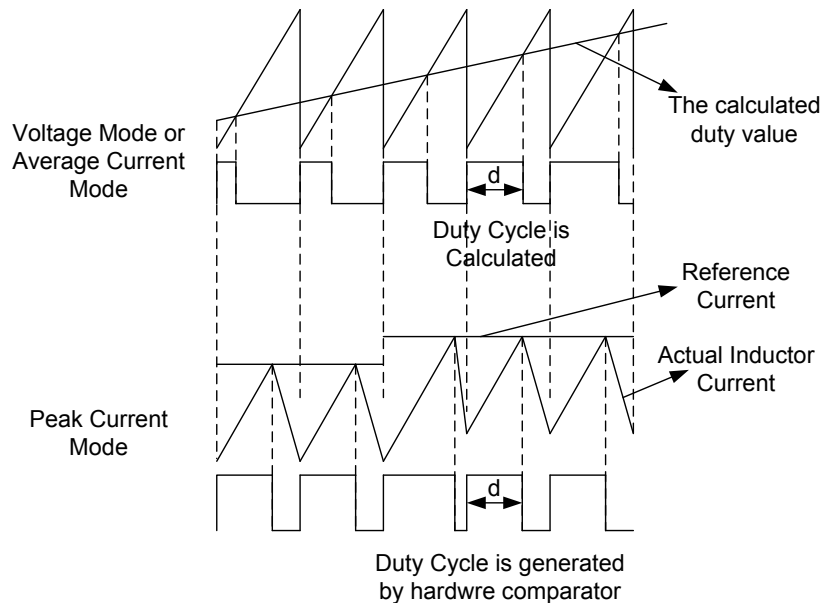 Voltage Mode or
Average Current
Mode
The calculated
duty value
d
Duty Cycle is
Calculated
Reference
Current
Actual Inductor
Current
Peak Current
Mode
d
Duty Cycle is generated
by hardwre comparator